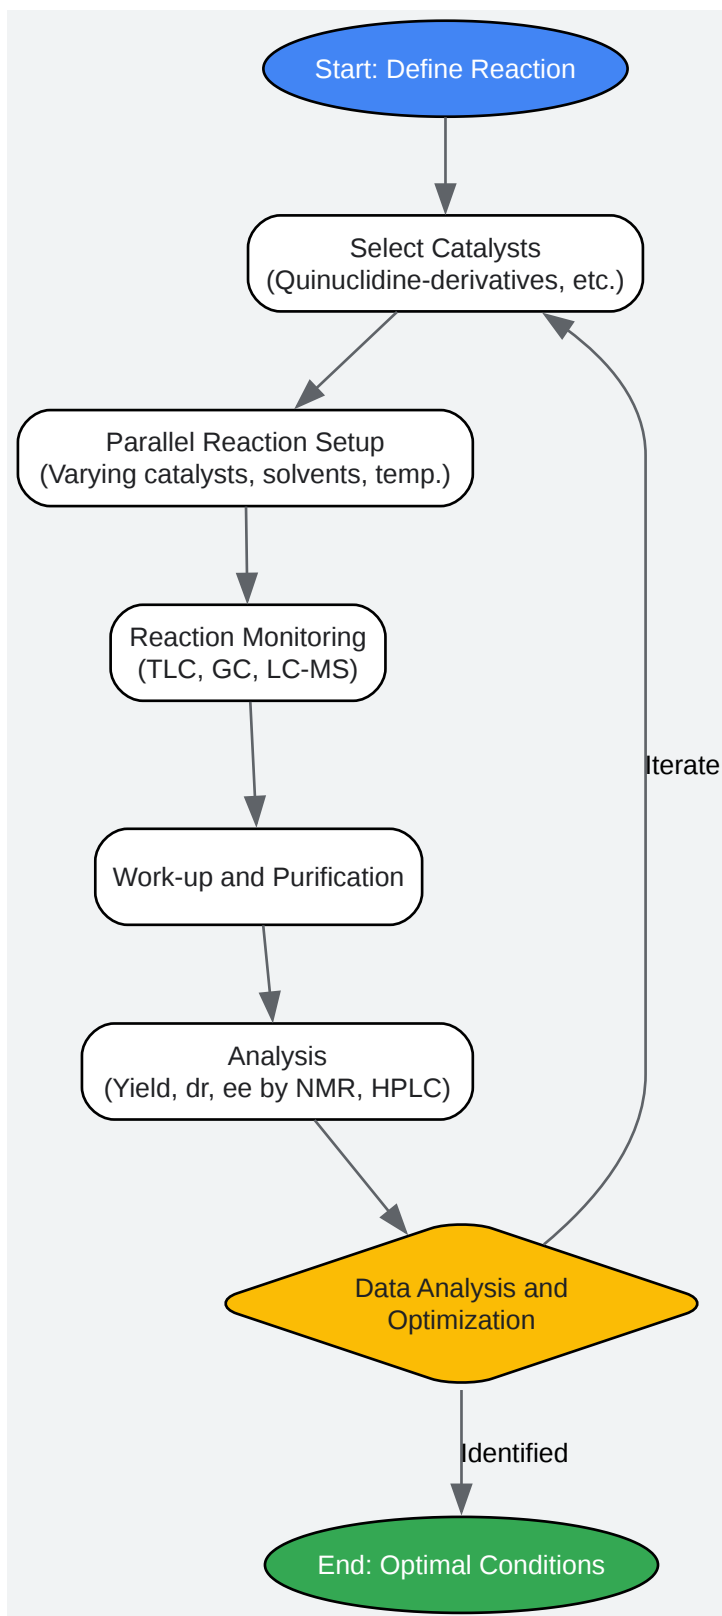 Start: Define Reaction
Select Catalysts
(Quinuclidine-derivatives, etc.)
Parallel Reaction Setup
(Varying catalysts, solvents, temp.)
Reaction Monitoring
(TLC, GC, LC-MS)
Iterate
Work-up and Purification
Analysis
(Yield, dr, ee by NMR, HPLC)
Data Analysis and
Optimization
Identified
End: Optimal Conditions